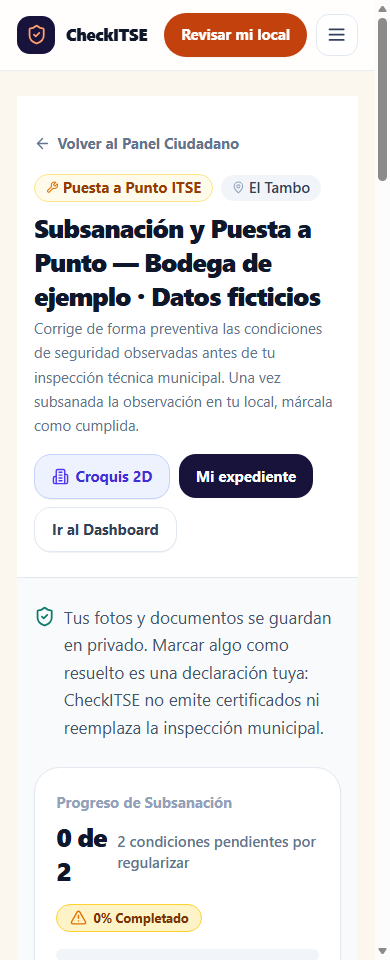 CheckITSE
Revisar mi local
Volver al Panel Ciudadano
Puesta a Punto ITSE
El Tambo
Subsanación y Puesta a
Punto — Bodega de
ejemplo · Datos ficticios
Corrige de forma preventiva las condiciones
de seguridad observadas antes de tu
inspección técnica municipal. Una vez
subsanada la observación en tu local, márcala
como cumplida.
Croquis 2D
Mi expediente
Ir al Dashboard
Tus fotos y documentos se guardan
en privado. Marcar algo como
resuelto es una declaración tuya:
CheckITSE no emite certificados ni
reemplaza la inspección municipal.
Progreso de Subsanación
0 de
2
2 condiciones pendientes por
regularizar
0% Completado